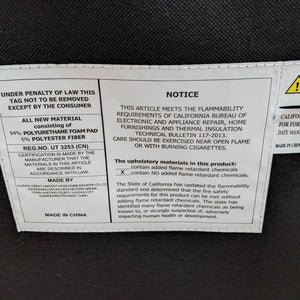 UNDER PENALTY OF LAW THIS
TAG NOT TO BE REMOVED
EXCEPT BY THE CONSUMER
ALL NEW MATERIAL
consisting of
94% POLYURETHANE FOAM PAD
6% POLYESTER FIBER
REG.NO. UT 3253 (CN)
CERTIFICATION IS MADE BY THE
MANUFACTURER, THAT THE
MATERIALS IN THIS ARTICLE
ARE DESCRIBED IN
ACCORDANCE WITH LAW.
MADE BY
MADE IN CHINA
NOTICE
THIS ARTICLE MEETS THE FLAMMABILITY
REQUIREMENTS OF CALIFORNIA BUREAU OF
ELECTRONIC AND APPLIANCE REPAIR, HOME
FURNISHINGS AND THERMAL INSULATION
TECHNICAL BULLETIN 117-2013.
CARE SHOULD BE EXERCISED NEAR OPEN FLAME
OR WITH BURNING CIGARETTES.
The upholstery materials in this product:
contain added flame retardant chemicals
X contain NO added flame retardant chemicals
The State of California has updated the flammability
standard and determined that the fire safety
requirements for this product can be met without
adding flame retardant chemicals. The state has
identified many flame retardant chemicals as being
known to, or strongly suspected of, adversely
impacting human health or development.
CALIFO
FOR FOR
DATE MAN
MADE IN CHI